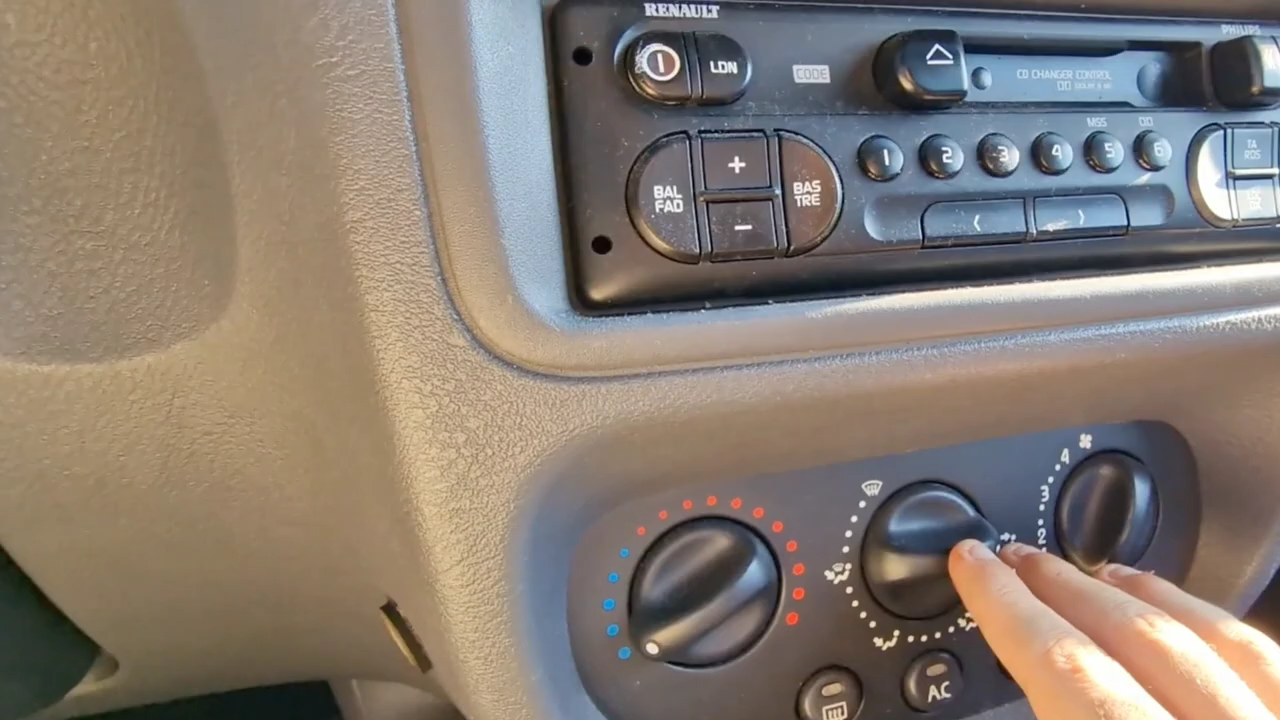 RENAULT
PHILIPS
LDN
CODE
CD CHANGER CONTROL
MSS
1 2 3 4 5 6
TA
RDS
BAL
FAD
+
−
BAS
TRE
4
3
2
AC